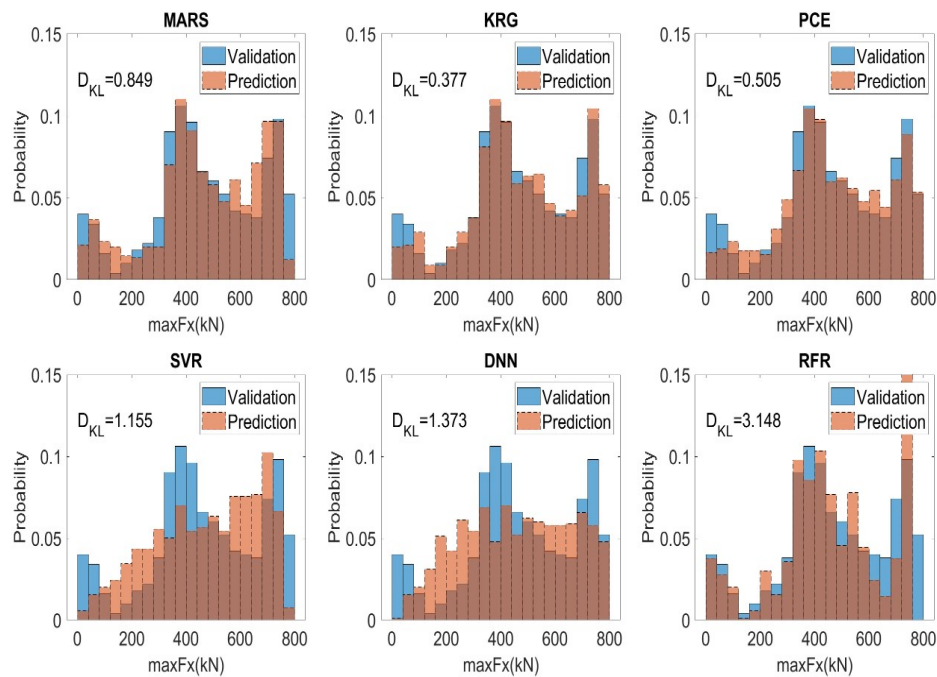 MARS
0.15
0.1
0.05
0
Probability
D_KL=0.849
Validation
Prediction
0 200 400 600 800
maxFx(kN)
KRG
0.15
0.1
0.05
0
Probability
D_KL=0.377
Validation
Prediction
0 200 400 600 800
maxFx(kN)
PCE
0.15
0.1
0.05
0
Probability
D_KL=0.505
Validation
Prediction
0 200 400 600 800
maxFx(kN)
SVR
0.15
0.1
0.05
0
Probability
D_KL=1.155
Validation
Prediction
0 200 400 600 800
maxFx(kN)
DNN
0.15
0.1
0.05
0
Probability
D_KL=1.373
Validation
Prediction
0 200 400 600 800
maxFx(kN)
RFR
0.15
0.1
0.05
0
Probability
D_KL=3.148
Validation
Prediction
0 200 400 600 800
maxFx(kN)